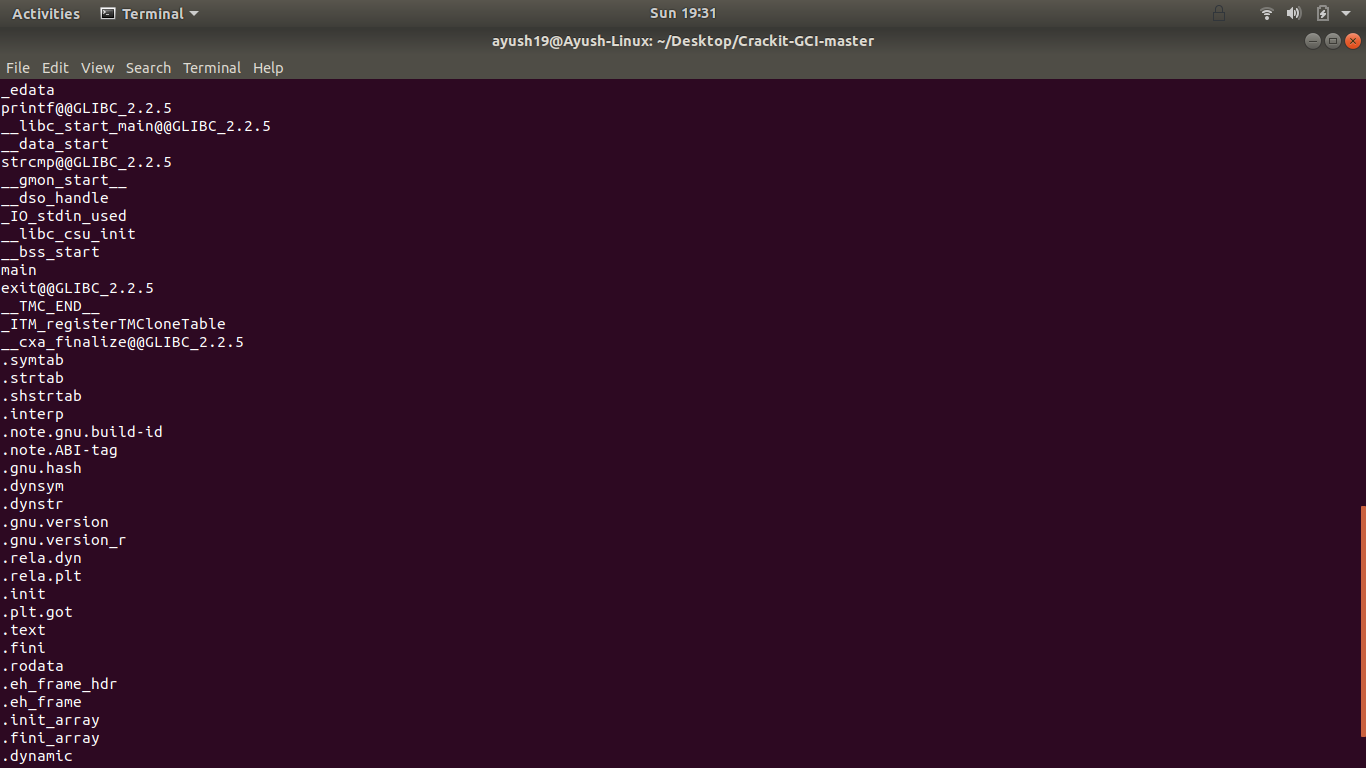 Activities Terminal Sun 19:31
ayush19@Ayush-Linux: ~/Desktop/Crackit-GCI-master
File Edit View Search Terminal Help
_edata
printf@@GLIBC_2.2.5
__libc_start_main@@GLIBC_2.2.5
__data_start
strcmp@@GLIBC_2.2.5
__gmon_start__
__dso_handle
_IO_stdin_used
__libc_csu_init
__bss_start
main
exit@@GLIBC_2.2.5
__TMC_END__
_ITM_registerTMCloneTable
__cxa_finalize@@GLIBC_2.2.5
.symtab
.strtab
.shstrtab
.interp
.note.gnu.build-id
.note.ABI-tag
.gnu.hash
.dynsym
.dynstr
.gnu.version
.gnu.version_r
.rela.dyn
.rela.plt
.init
.plt.got
.text
.fini
.rodata
.eh_frame_hdr
.eh_frame
.init_array
.fini_array
.dynamic